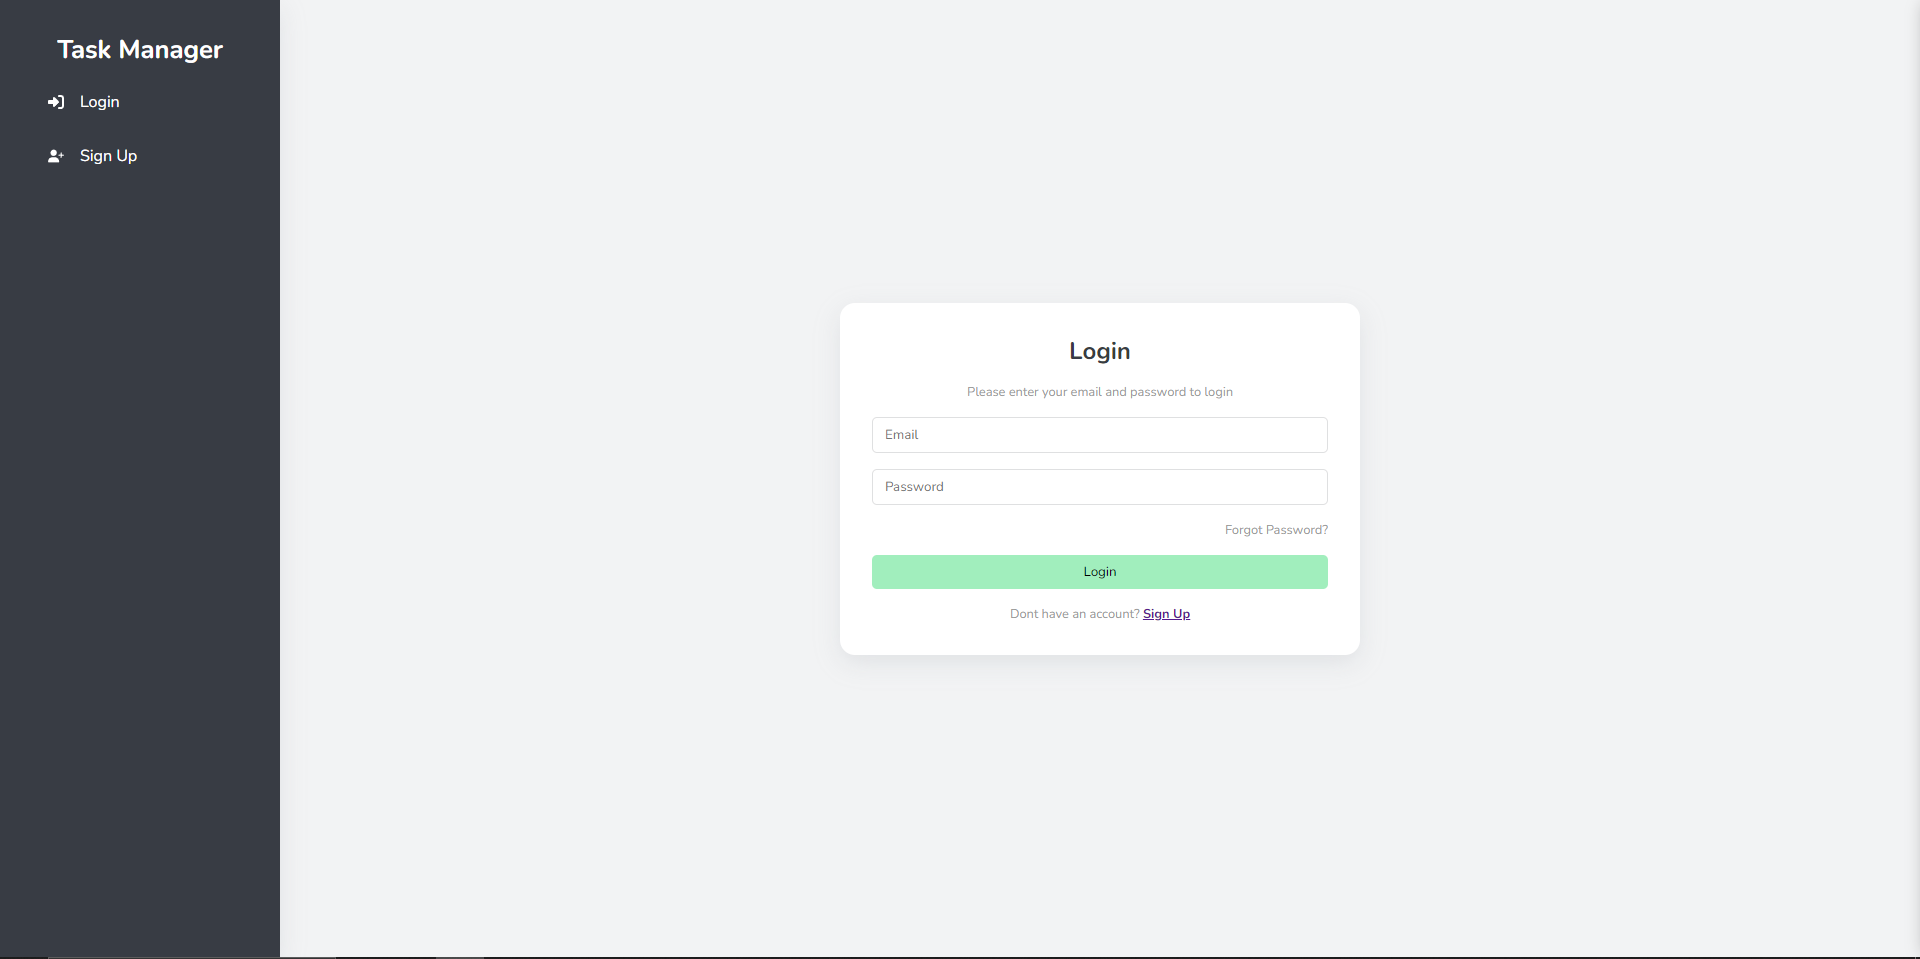 Task Manager
Login
Sign Up
Login
Please enter your email and password to login
Email
Password
Forgot Password?
Login
Dont have an account? Sign Up